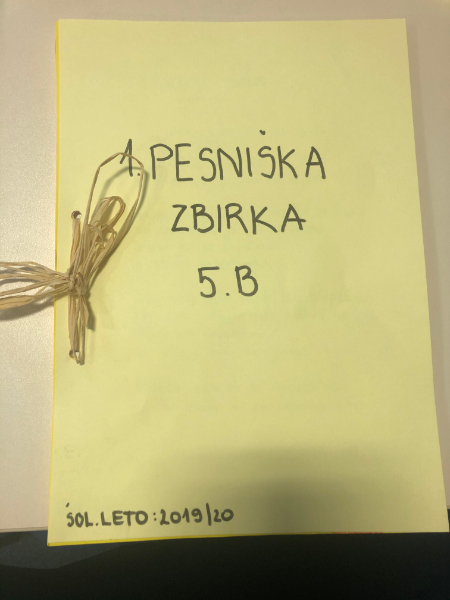 1. PESNIŠKA
ZBIRKA
5.B
ŠOL.LETO:2019/20